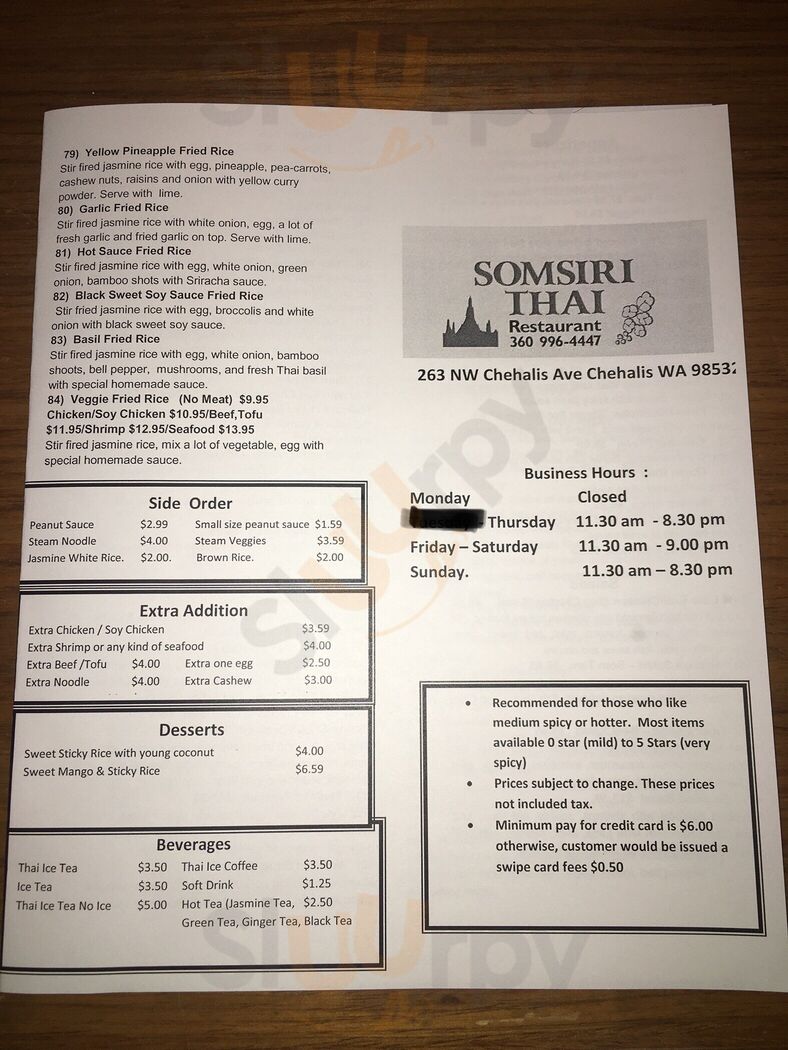 79) Yellow Pineapple Fried Rice
Stir fired jasmine rice with egg, pineapple, pea-carrots,
cashew nuts, raisins and onion with yellow curry
powder. Serve with lime.
80) Garlic Fried Rice
Stir fired jasmine rice with white onion, egg, a lot of
fresh garlic and fried garlic on top. Serve with lime.
81) Hot Sauce Fried Rice
Stir fired jasmine rice with egg, white onion, green
onion, bamboo shots with Sriracha sauce.
82) Black Sweet Soy Sauce Fried Rice
Stir fried jasmine rice with egg, broccolis and white
onion with black sweet soy sauce.
83) Basil Fried Rice
Stir fired jasmine rice with egg, white onion, bamboo
shoots, bell pepper, mushrooms, and fresh Thai basil
with special homemade sauce.
84) Veggie Fried Rice (No Meat) $9.95
Chicken/Soy Chicken $10.95/Beef,Tofu
$11.95/Shrimp $12.95/Seafood $13.95
Stir fired jasmine rice, mix a lot of vegetable, egg with
special homemade sauce.
Side Order
Peanut Sauce $2.99 Small size peanut sauce $1.59
Steam Noodle $4.00 Steam Veggies $3.59
Jasmine White Rice. $2.00. Brown Rice. $2.00
Extra Addition
Extra Chicken / Soy Chicken $3.59
Extra Shrimp or any kind of seafood $4.00
Extra Beef /Tofu $4.00 Extra one egg $2.50
Extra Noodle $4.00 Extra Cashew $3.00
Desserts
Sweet Sticky Rice with young coconut $4.00
Sweet Mango & Sticky Rice $6.59
Beverages
Thai Ice Tea $3.50 Thai Ice Coffee $3.50
Ice Tea $3.50 Soft Drink $1.25
Thai Ice Tea No Ice $5.00 Hot Tea (Jasmine Tea, $2.50
Green Tea, Ginger Tea, Black Tea
SOMSIRI
THAI
Restaurant
360 996-4447
263 NW Chehalis Ave Chehalis WA 98532
Business Hours :
Monday Closed
Tuesday - Thursday 11.30 am - 8.30 pm
Friday – Saturday 11.30 am - 9.00 pm
Sunday. 11.30 am – 8.30 pm
• Recommended for those who like
medium spicy or hotter. Most items
available 0 star (mild) to 5 Stars (very
spicy)
• Prices subject to change. These prices
not included tax.
• Minimum pay for credit card is $6.00
otherwise, customer would be issued a
swipe card fees $0.50
sluurpy
sluurpy
sluurpy